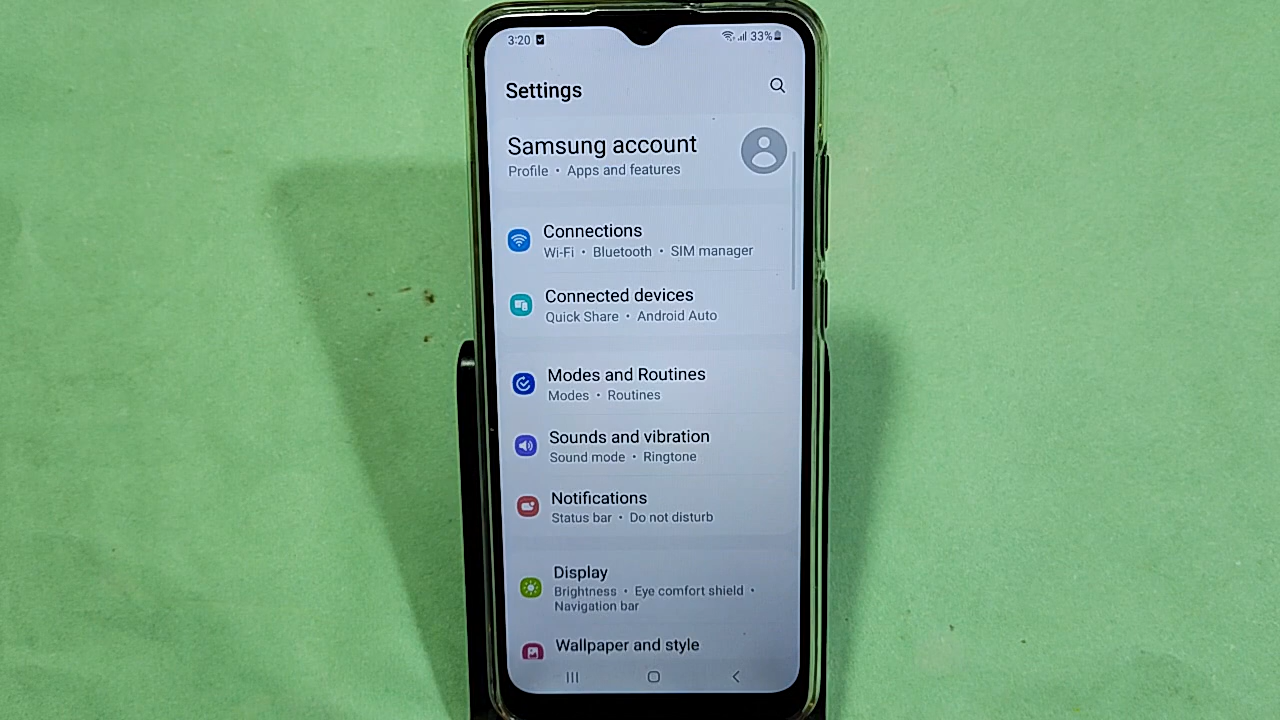 3:20
33%
Settings
Samsung account
Profile • Apps and features
Connections
Wi-Fi • Bluetooth • SIM manager
Connected devices
Quick Share • Android Auto
Modes and Routines
Modes • Routines
Sounds and vibration
Sound mode • Ringtone
Notifications
Status bar • Do not disturb
Display
Brightness • Eye comfort shield •
Navigation bar
Wallpaper and style